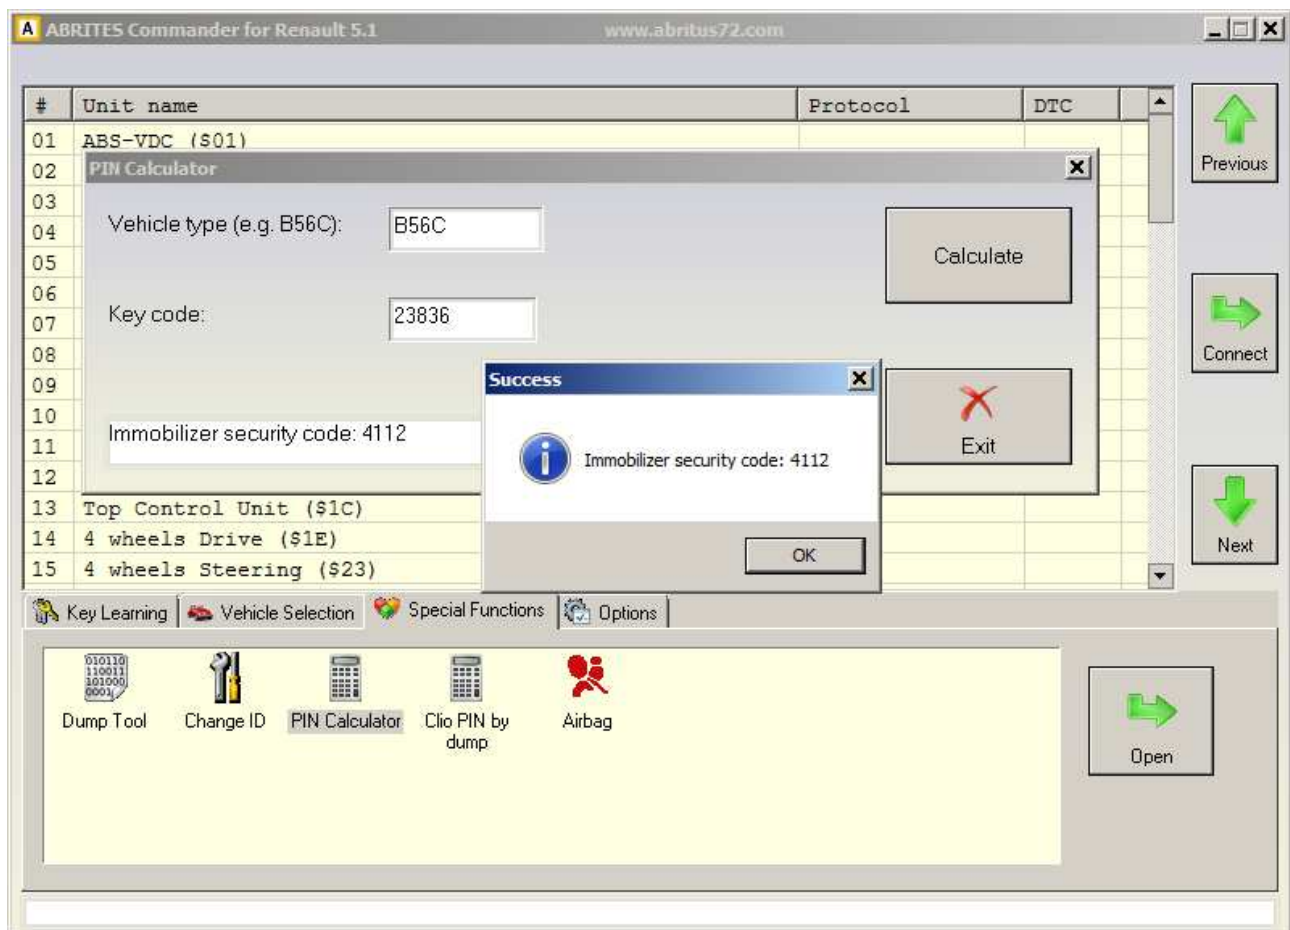 ABRITES Commander for Renault 5.1 www.abritus72.com
# Unit name Protocol DTC
01 ABS-VDC ($01)
02
03
04
05
06
07
08
09
10
11
12
13 Top Control Unit ($1C)
14 4 wheels Drive ($1E)
15 4 wheels Steering ($23)
PIN Calculator
Vehicle type (e.g. B56C): B56C
Calculate
Key code: 23836
Immobilizer security code: 4112
Exit
Success
Immobilizer security code: 4112
OK
Previous
Connect
Next
Key Learning Vehicle Selection Special Functions Options
010110
110011
101000
0001
Dump Tool Change ID PIN Calculator Clio PIN by Airbag
dump
Open